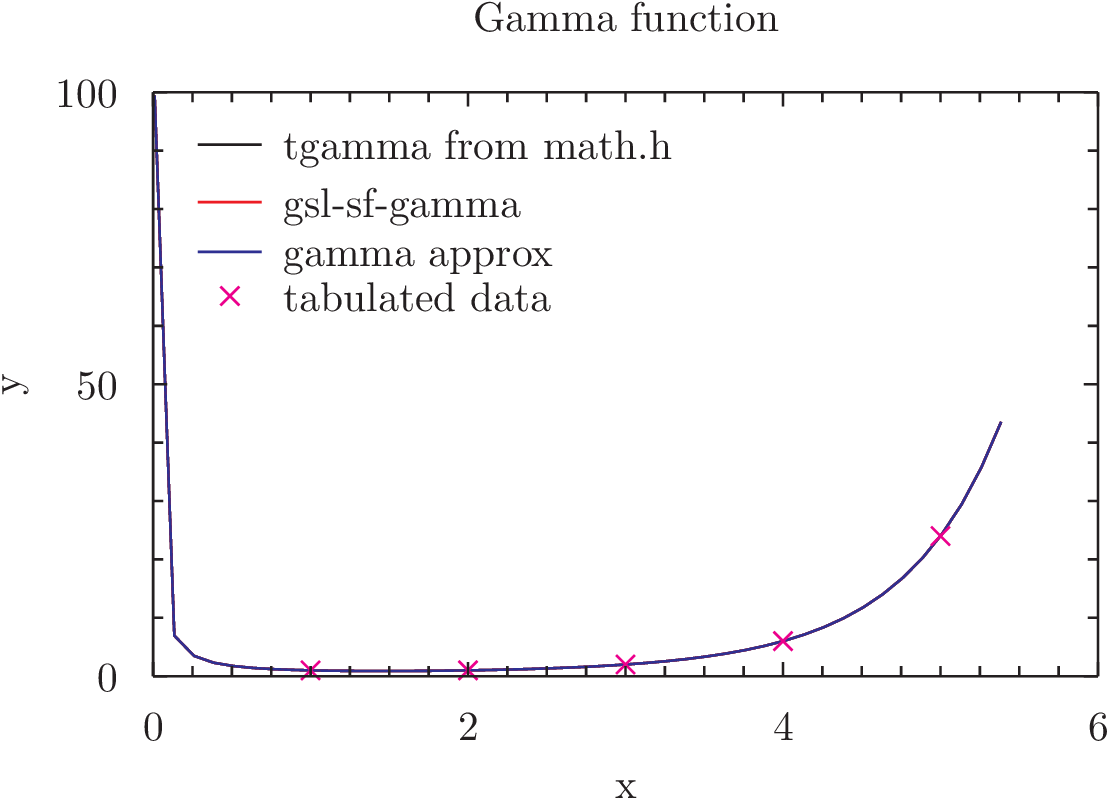 Gamma function
100
tgamma from math.h
gsl-sf-gamma
gamma approx
tabulated data
y
50
0
0 2 4 6
x